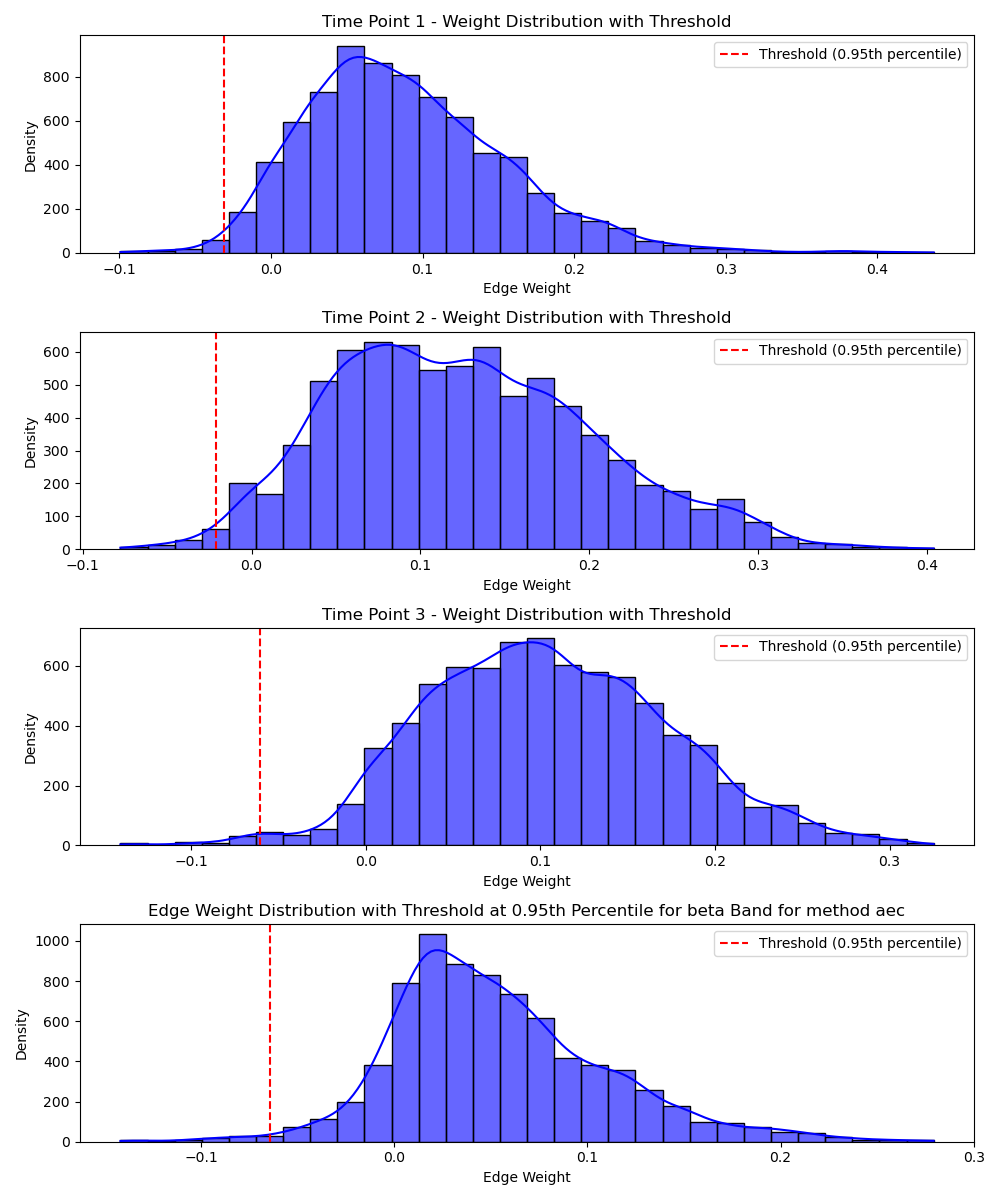 Time Point 1 - Weight Distribution with Threshold
Threshold (0.95th percentile)
Density
800
600
400
200
0
−0.1 0.0 0.1 0.2 0.3 0.4
Edge Weight
Time Point 2 - Weight Distribution with Threshold
Threshold (0.95th percentile)
Density
600
500
400
300
200
100
0
−0.1 0.0 0.1 0.2 0.3 0.4
Edge Weight
Time Point 3 - Weight Distribution with Threshold
Threshold (0.95th percentile)
Density
600
400
200
0
−0.1 0.0 0.1 0.2 0.3
Edge Weight
Edge Weight Distribution with Threshold at 0.95th Percentile for beta Band for method aec
Threshold (0.95th percentile)
Density
1000
800
600
400
200
0
−0.1 0.0 0.1 0.2 0.3
Edge Weight